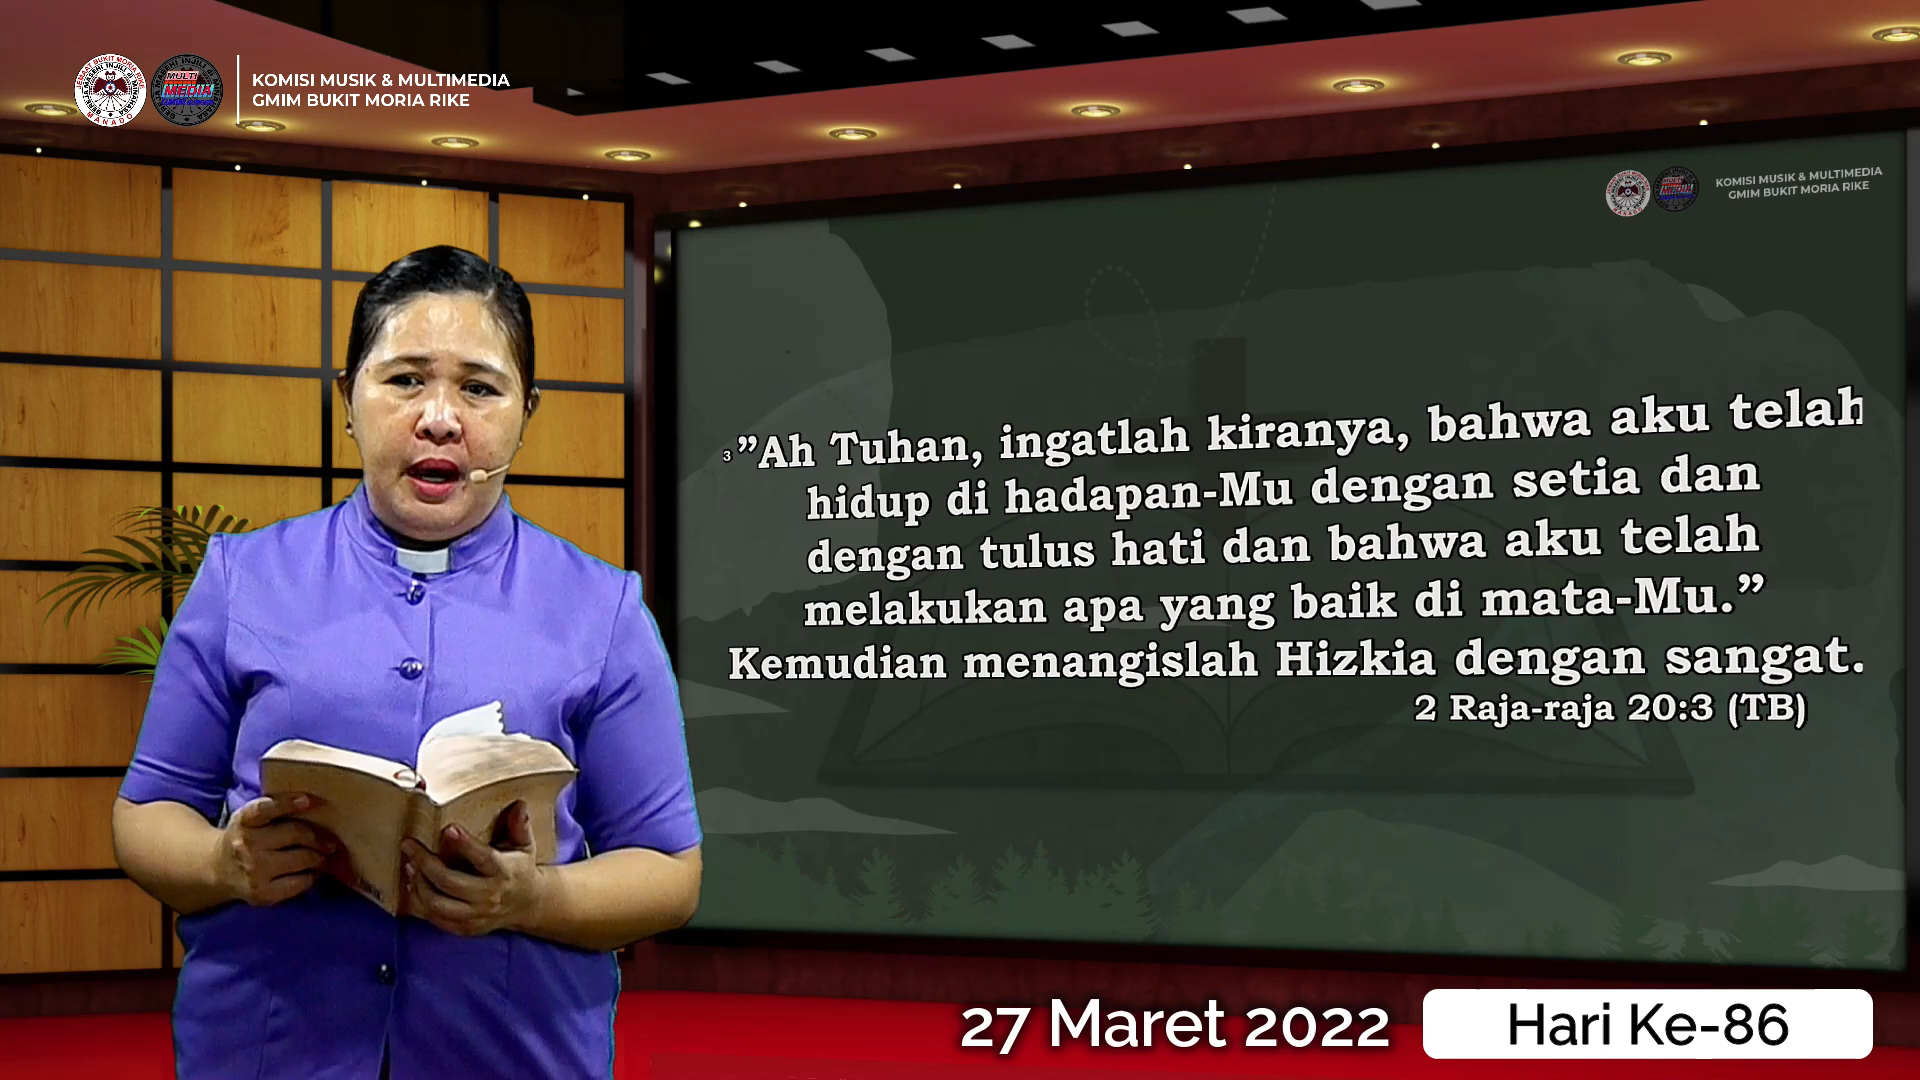 KOMISI MUSIK & MULTIMEDIA
GMIM BUKIT MORIA RIKE
MULTI
MEDIA
MANADO
KOMISI MUSIK & MULTIMEDIA
GMIM BUKIT MORIA RIKE
3 ”Ah Tuhan, ingatlah kiranya, bahwa aku telah
hidup di hadapan-Mu dengan setia dan
dengan tulus hati dan bahwa aku telah
melakukan apa yang baik di mata-Mu.”
Kemudian menangislah Hizkia dengan sangat.
2 Raja-raja 20:3 (TB)
27 Maret 2022
Hari Ke-86